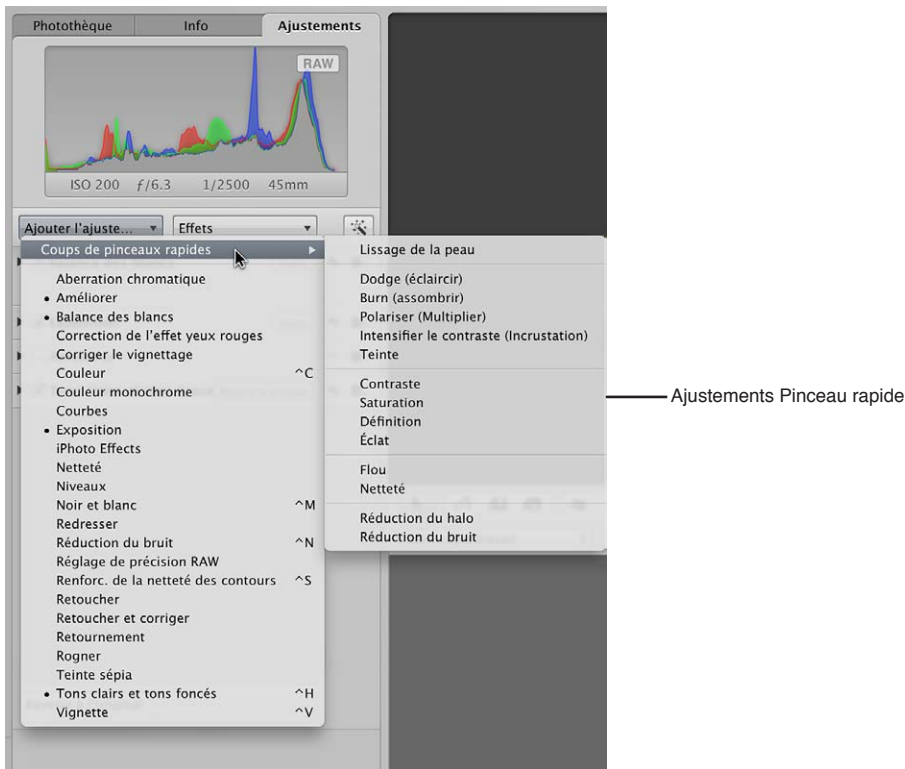 Photothèque Info Ajustements
RAW
ISO 200 ƒ/6.3 1/2500 45mm
Ajouter l'ajuste... Effets
Coups de pinceaux rapides
Aberration chromatique
• Améliorer
• Balance des blancs
Correction de l'effet yeux rouges
Corriger le vignettage
Couleur ^C
Couleur monochrome
Courbes
• Exposition
iPhoto Effects
Netteté
Niveaux
Noir et blanc ^M
Redresser
Réduction du bruit ^N
Réglage de précision RAW
Renforc. de la netteté des contours ^S
Retoucher
Retoucher et corriger
Retournement
Rogner
Teinte sépia
• Tons clairs et tons foncés ^H
Vignette ^V
Lissage de la peau
Dodge (éclaircir)
Burn (assombrir)
Polariser (Multiplier)
Intensifier le contraste (Incrustation)
Teinte
Contraste
Saturation
Définition
Éclat
Flou
Netteté
Réduction du halo
Réduction du bruit
Ajustements Pinceau rapide